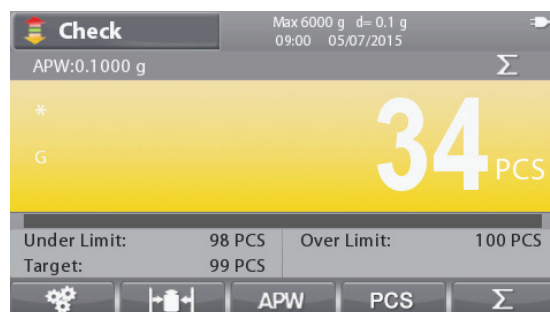 Check
Max 6000 g d= 0.1 g
09:00 05/07/2015
APW:0.1000 g
Σ
*
G
34 PCS
Under Limit: 98 PCS Over Limit: 100 PCS
Target: 99 PCS
APW PCS Σ